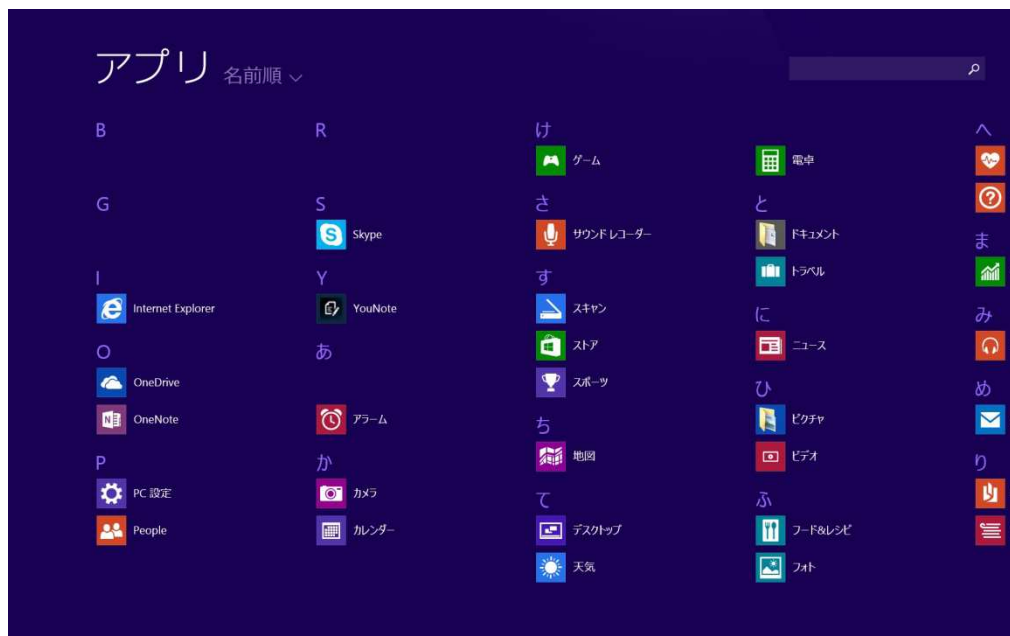 アプリ 名前順
B
G
I
Internet Explorer
O
OneDrive
OneNote
P
PC 設定
People
R
S
Skype
Y
YouNote
あ
アラーム
か
カメラ
カレンダー
け
ゲーム
さ
サウンド レコーダー
す
スキャン
ストア
スポーツ
ち
地図
て
デスクトップ
天気
電卓
と
ドキュメント
トラベル
に
ニュース
ひ
ピクチャ
ビデオ
ふ
フード&レシピ
フォト
へ
ま
み
め
り